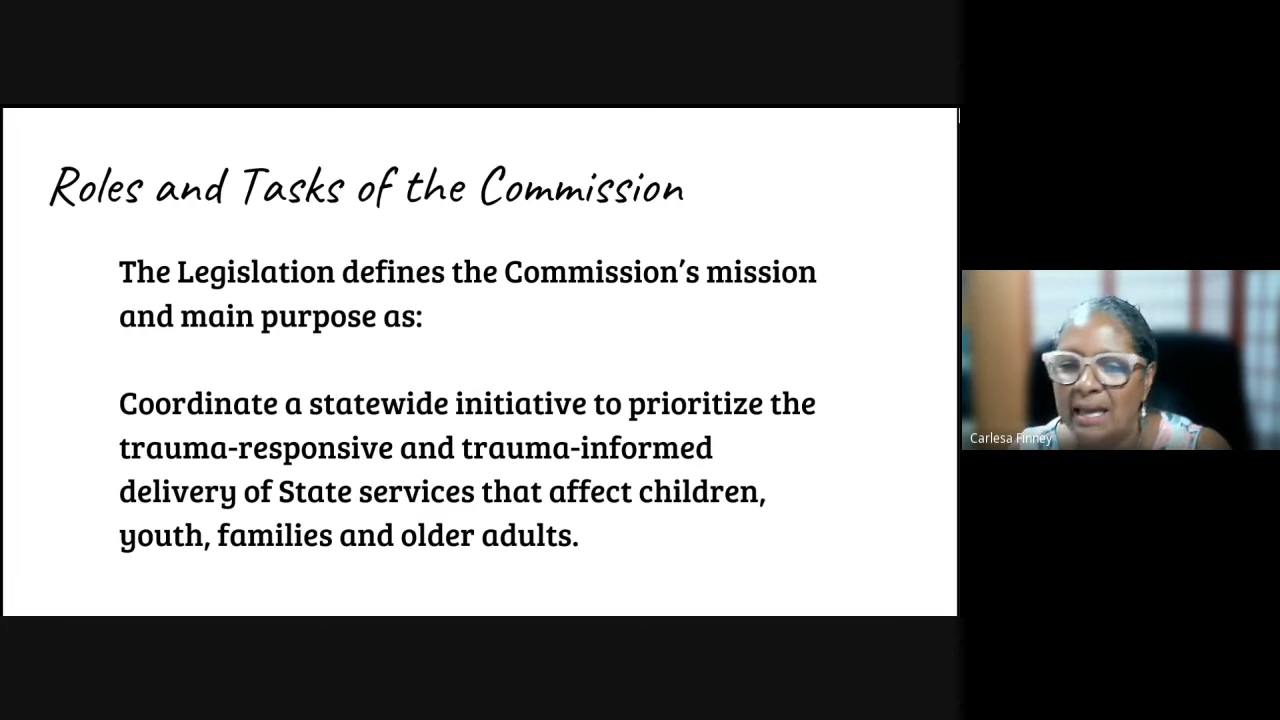 Roles and Tasks of the Commission
The Legislation defines the Commission’s mission
and main purpose as:
Coordinate a statewide initiative to prioritize the
trauma-responsive and trauma-informed
delivery of State services that affect children,
youth, families and older adults.
Carlesa Finney